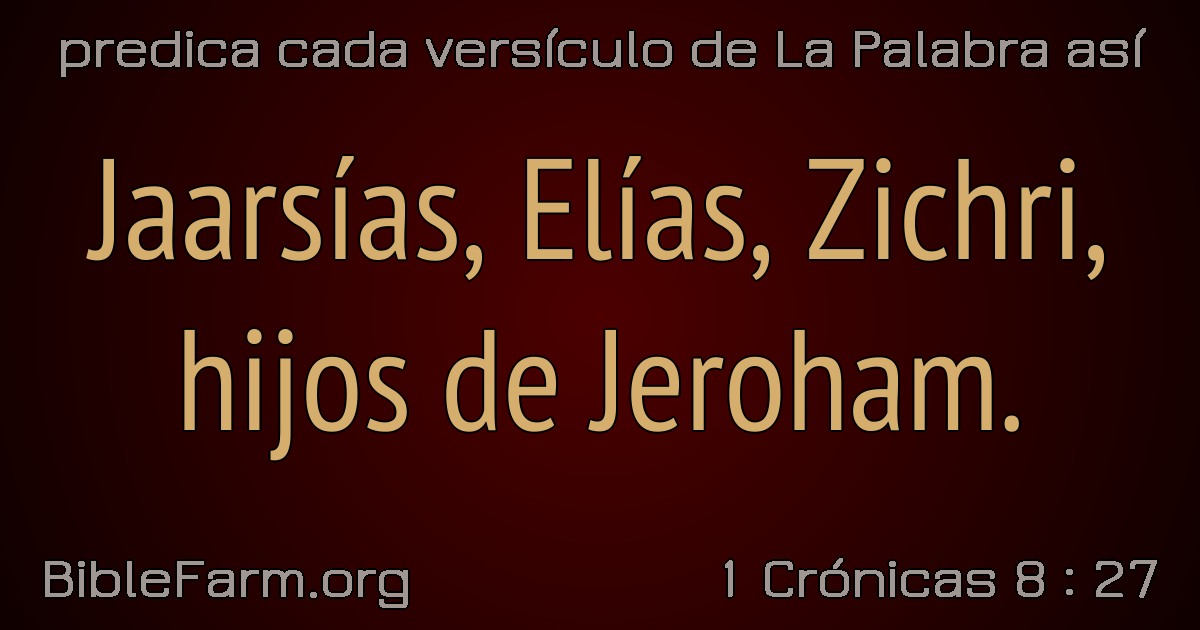 predica cada versículo de La Palabra así
Jaarsías, Elías, Zichri,
hijos de Jeroham.
BibleFarm.org
1 Crónicas 8 : 27